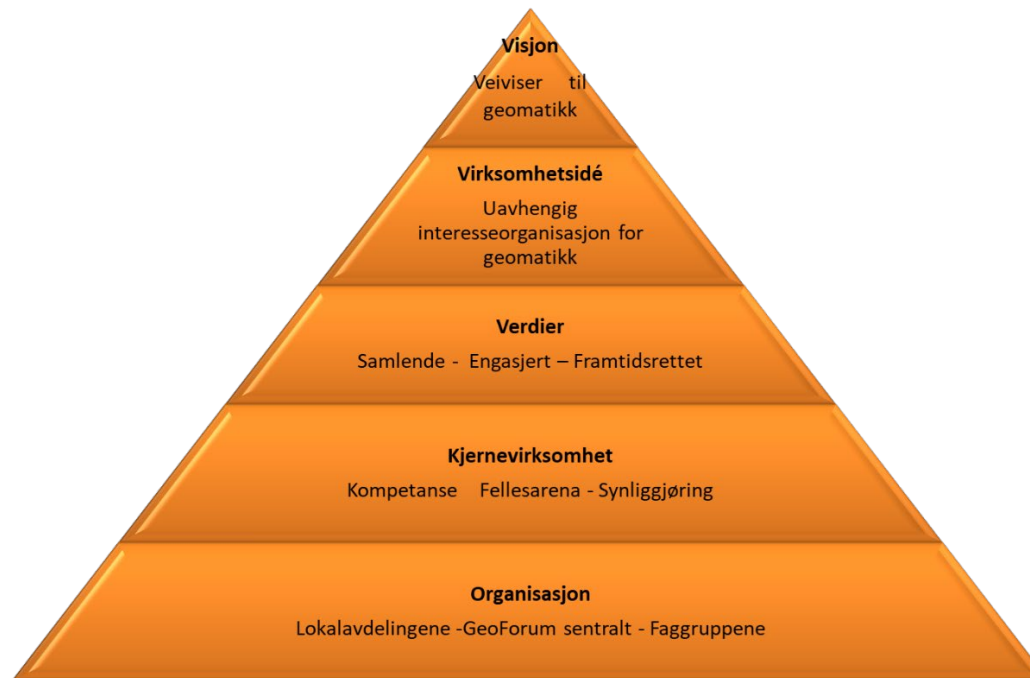 Visjon
Veiviser til
geomatikk
Virksomhetsidé
Uavhengig
interesseorganisasjon for
geomatikk
Verdier
Samlende - Engasjert – Framtidsrettet
Kjernevirksomhet
Kompetanse Fellesarena - Synliggjøring
Organisasjon
Lokalavdelingene -GeoForum sentralt - Faggruppene